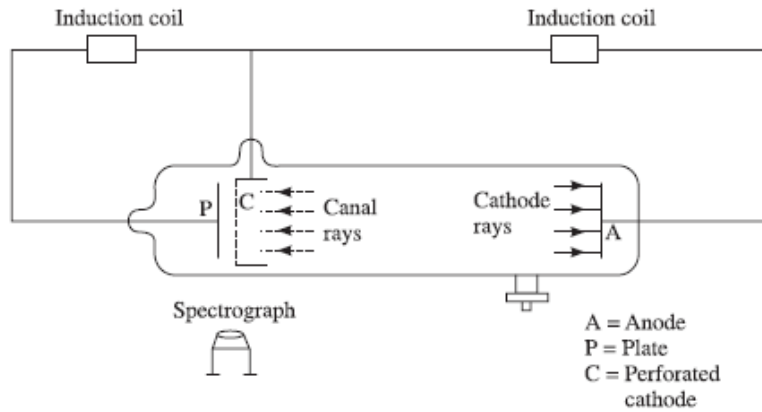 Induction coil
Induction coil
P
C
Canal
rays
Cathode
rays
A
Spectrograph
A = Anode
P = Plate
C = Perforated
cathode